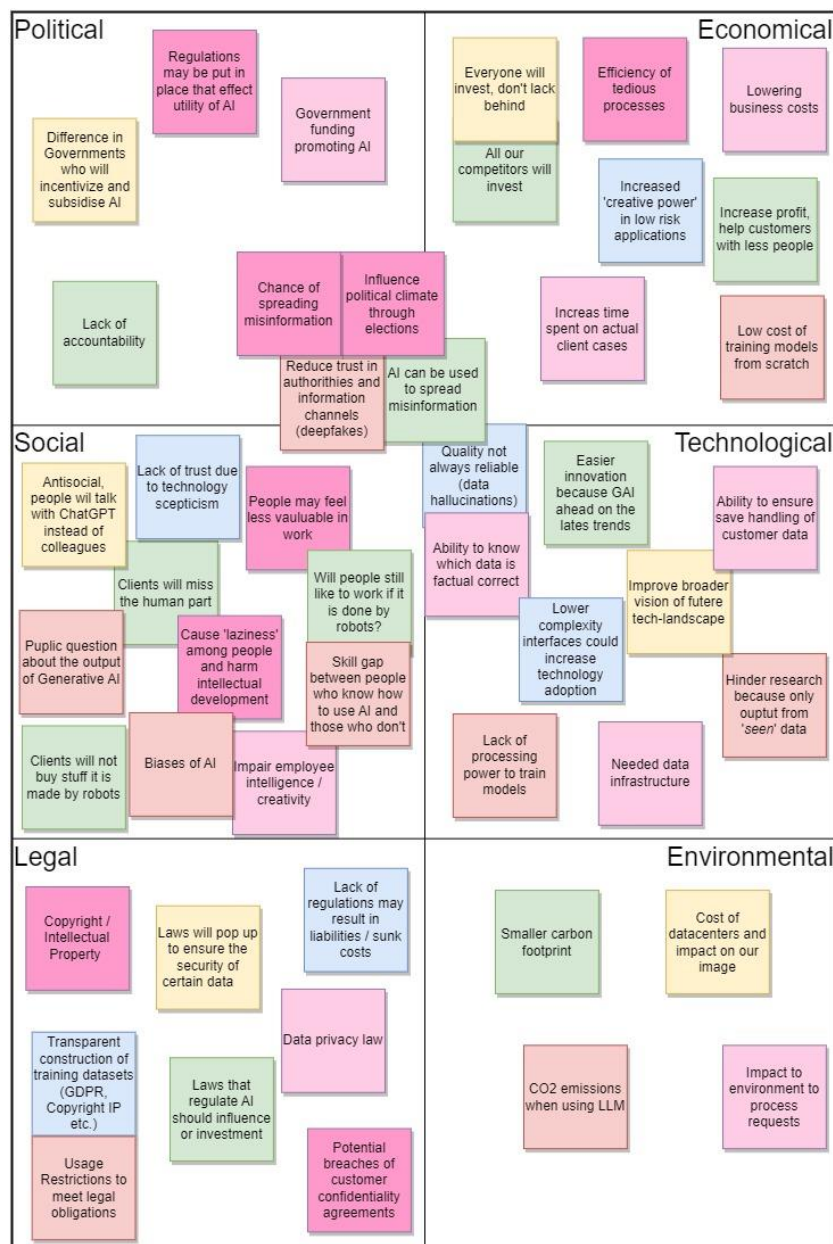 Political
Regulations
may be put in
place that effect
utility of AI
Government
funding
promoting AI
Difference in
Governments
who will
incentivize and
subsidise AI
Lack of
accountability
Chance of
spreading
misinformation
Influence
political climate
through
elections
Reduce trust in
authorithies and
information
channels
(deepfakes)
AI can be used
to spread
misinformation
Economical
Everyone will
invest, don't lack
behind
Efficiency of
tedious
processes
Lowering
business costs
All our
competitors will
invest
Increased
'creative power'
in low risk
applications
Increase profit,
help customers
with less people
Increas time
spent on actual
client cases
Low cost of
training models
from scratch
Social
Antisocial,
people wil talk
with ChatGPT
instead of
colleagues
Lack of trust due
to technology
scepticism
People may feel
less vauluable in
work
Clients will miss
the human part
Will people still
like to work if it
is done by
robots?
Puplic question
about the output
of Generative AI
Cause 'laziness'
among people
and harm
intellectual
development
Skill gap
between people
who know how
to use AI and
those who don't
Clients will not
buy stuff it is
made by robots
Biases of AI
Impair employee
intelligence /
creativity
Technological
Quality not
always reliable
(data
hallucinations)
Easier
innovation
because GAI
ahead on the
lates trends
Ability to ensure
save handling of
customer data
Ability to know
which data is
factual correct
Improve broader
vision of futere
tech-landscape
Lower
complexity
interfaces could
increase
technology
adoption
Hinder research
because only
ouptut from
'seen' data
Lack of
processing
power to train
models
Needed data
infrastructure
Legal
Copyright /
Intellectual
Property
Laws will pop up
to ensure the
security of
certain data
Lack of
regulations may
result in
liabilities / sunk
costs
Transparent
construction of
training datasets
(GDPR,
Copyright IP
etc.)
Data privacy law
Laws that
regulate AI
should influence
or investment
Usage
Restrictions to
meet legal
obligations
Potential
breaches of
customer
confidentiality
agreements
Environmental
Smaller carbon
footprint
Cost of
datacenters and
impact on our
image
CO2 emissions
when using LLM
Impact to
environment to
process
requests